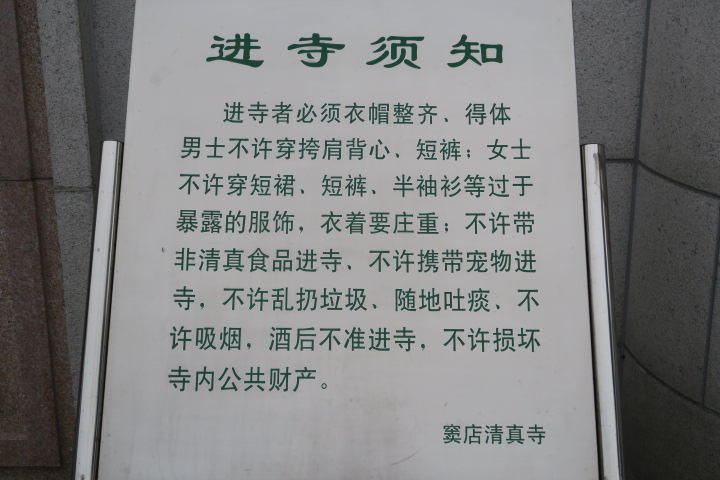 进寺须知
进寺者必须衣帽整齐、得体
男士不许穿挎肩背心、短裤；女士
不许穿短裙、短裤、半袖衫等过于
暴露的服饰，衣着要庄重；不许带
非清真食品进寺、不许携带宠物进
寺，不许乱扔垃圾、随地吐痰、不
许吸烟，酒后不准进寺，不许损坏
寺内公共财产。
窦店清真寺